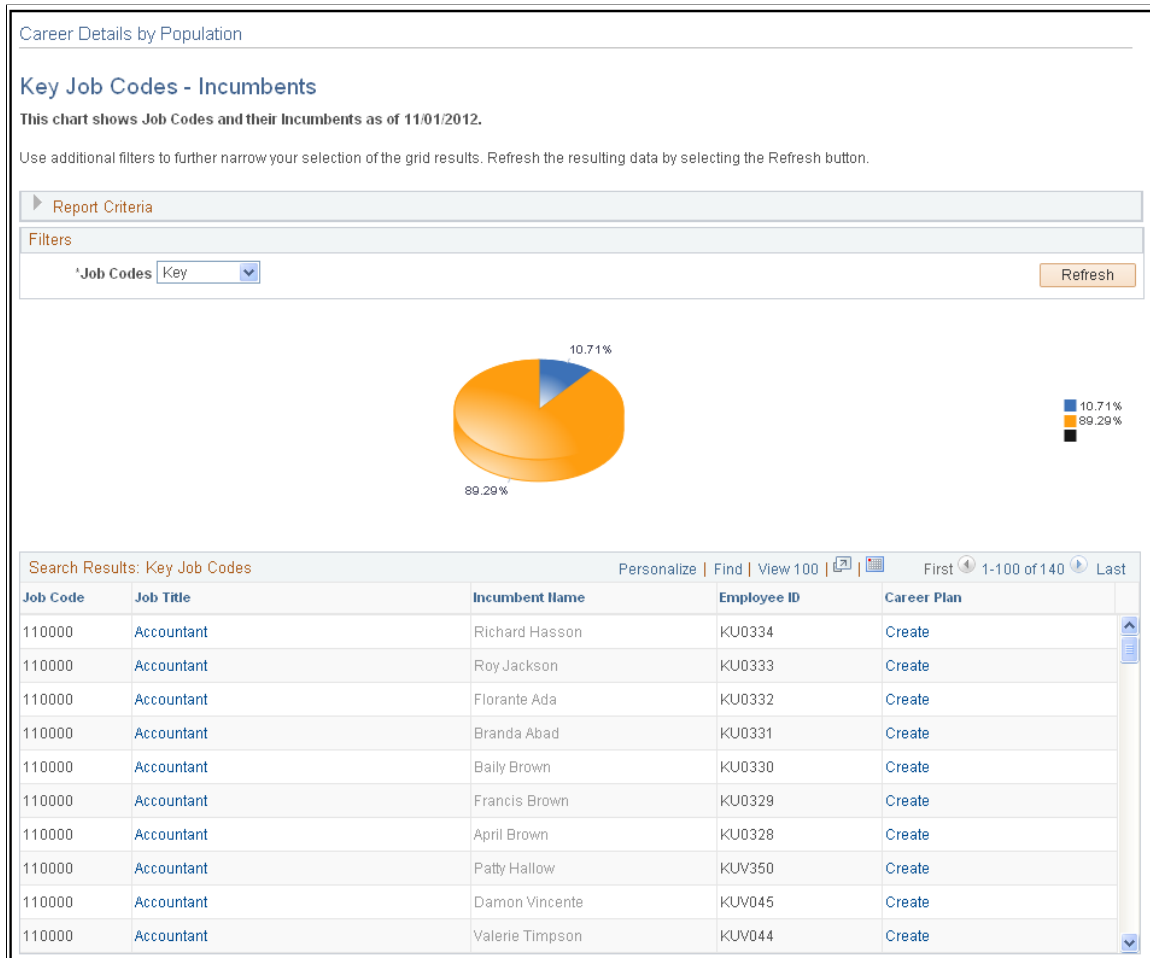 Career Details by Population
Key Job Codes - Incumbents
This chart shows Job Codes and their Incumbents as of 11/01/2012.
Use additional filters to further narrow your selection of the grid results. Refresh the resulting data by selecting the Refresh button.
Report Criteria
Filters
*Job Codes Key Refresh
10.71%
10.71%
89.29%
89.29%
Search Results: Key Job Codes Personalize | Find | View 100 | | First 1-100 of 140 Last
Job Code Job Title Incumbent Name Employee ID Career Plan
110000 Accountant Richard Hasson KU0334 Create
110000 Accountant Roy Jackson KU0333 Create
110000 Accountant Florante Ada KU0332 Create
110000 Accountant Branda Abad KU0331 Create
110000 Accountant Baily Brown KU0330 Create
110000 Accountant Francis Brown KU0329 Create
110000 Accountant April Brown KU0328 Create
110000 Accountant Patty Hallow KUV350 Create
110000 Accountant Damon Vincente KUV045 Create
110000 Accountant Valerie Timpson KUV044 Create